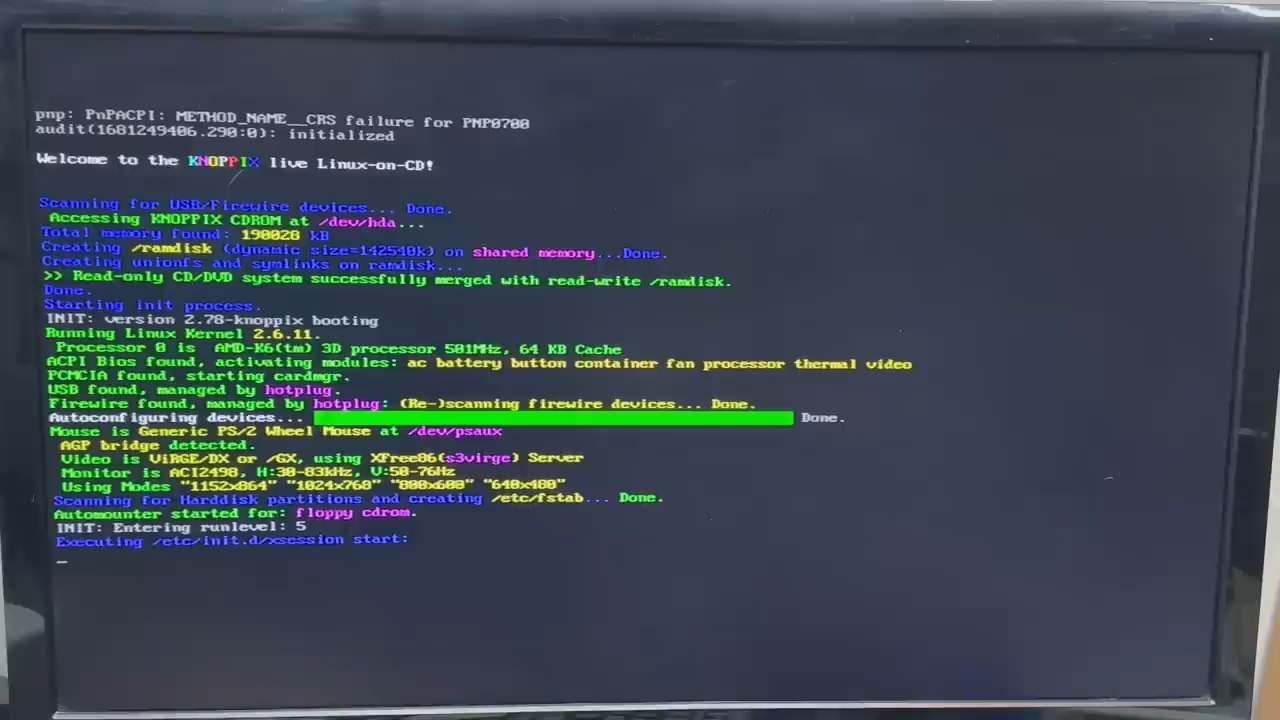 pnp: PnPACPI: METHOD_NAME__CRS failure for PNP0700
audit(1681249406.290:0): initialized
Welcome to the KNOPPIX live Linux-on-CD!
Scanning for USB/Firewire devices... Done.
Accessing KNOPPIX CDROM at /dev/hda...
Total memory found: 190028 kB
Creating /ramdisk (dynamic size=142540k) on shared memory...Done.
Creating unionfs and symlinks on ramdisk...
>> Read-only CD/DVD system successfully merged with read-write /ramdisk.
Done.
Starting init process.
INIT: version 2.78-knoppix booting
Running Linux Kernel 2.6.11.
Processor 0 is AMD-K6(tm) 3D processor 501MHz, 64 KB Cache
ACPI Bios found, activating modules: ac battery button container fan processor thermal video
PCMCIA found, starting cardmgr.
USB found, managed by hotplug.
Firewire found, managed by hotplug: (Re-)scanning firewire devices... Done.
Autoconfiguring devices... Done.
Mouse is Generic PS/2 Wheel Mouse at /dev/psaux
AGP bridge detected.
Video is ViRGE/DX or /GX, using XFree86(s3virge) Server
Monitor is ACI2498, H:30-83kHz, V:50-76Hz
Using Modes "1152x864" "1024x768" "800x600" "640x480"
Scanning for Harddisk partitions and creating /etc/fstab... Done.
Automounter started for: floppy cdrom.
INIT: Entering runlevel: 5
Executing /etc/init.d/xsession start: